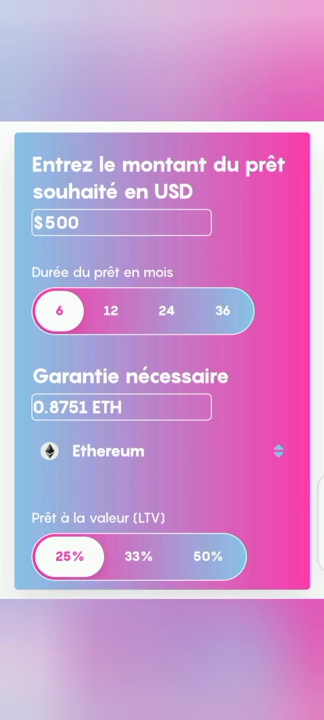 Entrez le montant du prêt
souhaité en USD
$500
Durée du prêt en mois
6 12 24 36
Garantie nécessaire
0.8751 ETH
Ethereum
Prêt à la valeur (LTV)
25% 33% 50%